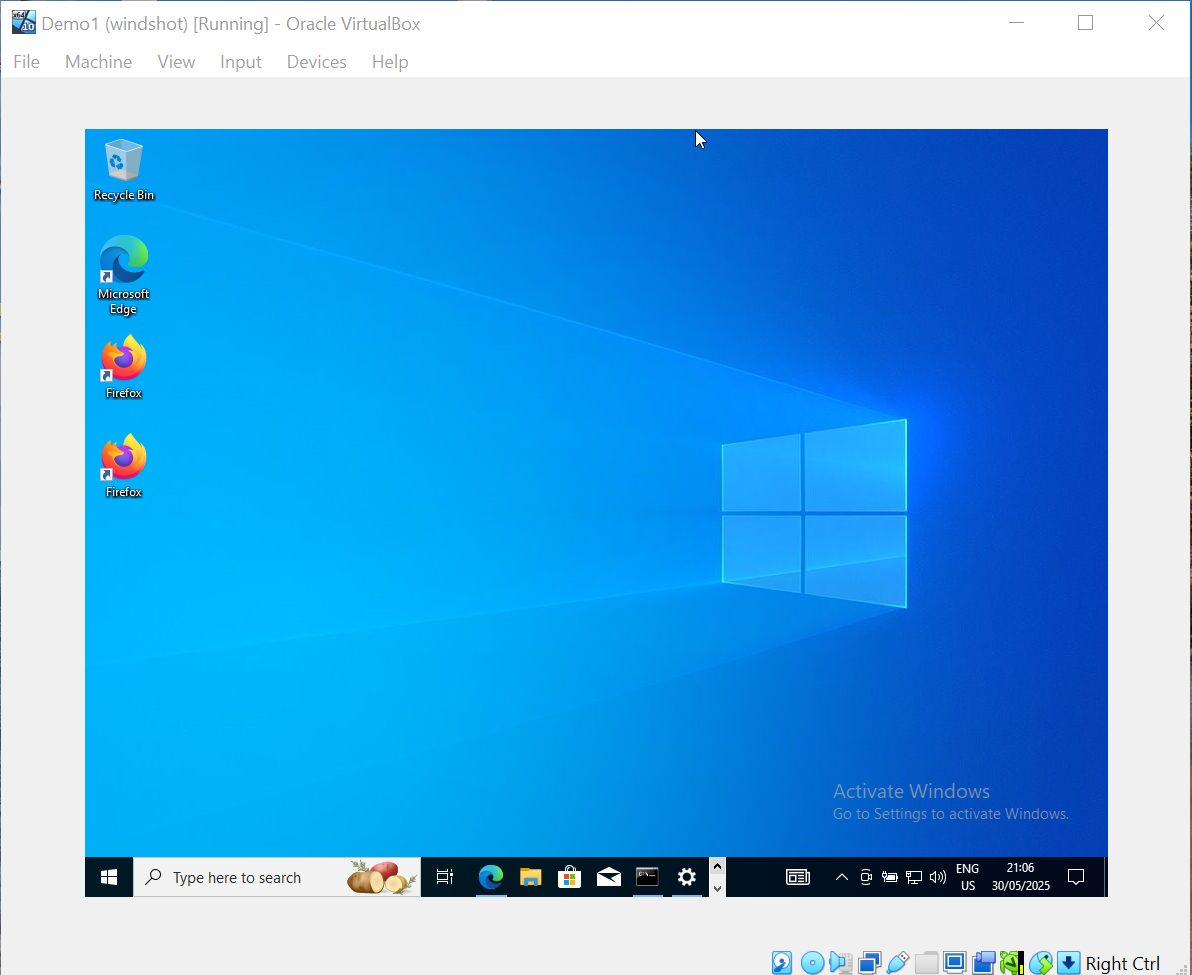 Demo1 (windshot) [Running] - Oracle VirtualBox
File Machine View Input Devices Help
Recycle Bin
Microsoft
Edge
Firefox
Firefox
Activate Windows
Go to Settings to activate Windows.
Type here to search
ENG
US
21:06
30/05/2025
Right Ctrl